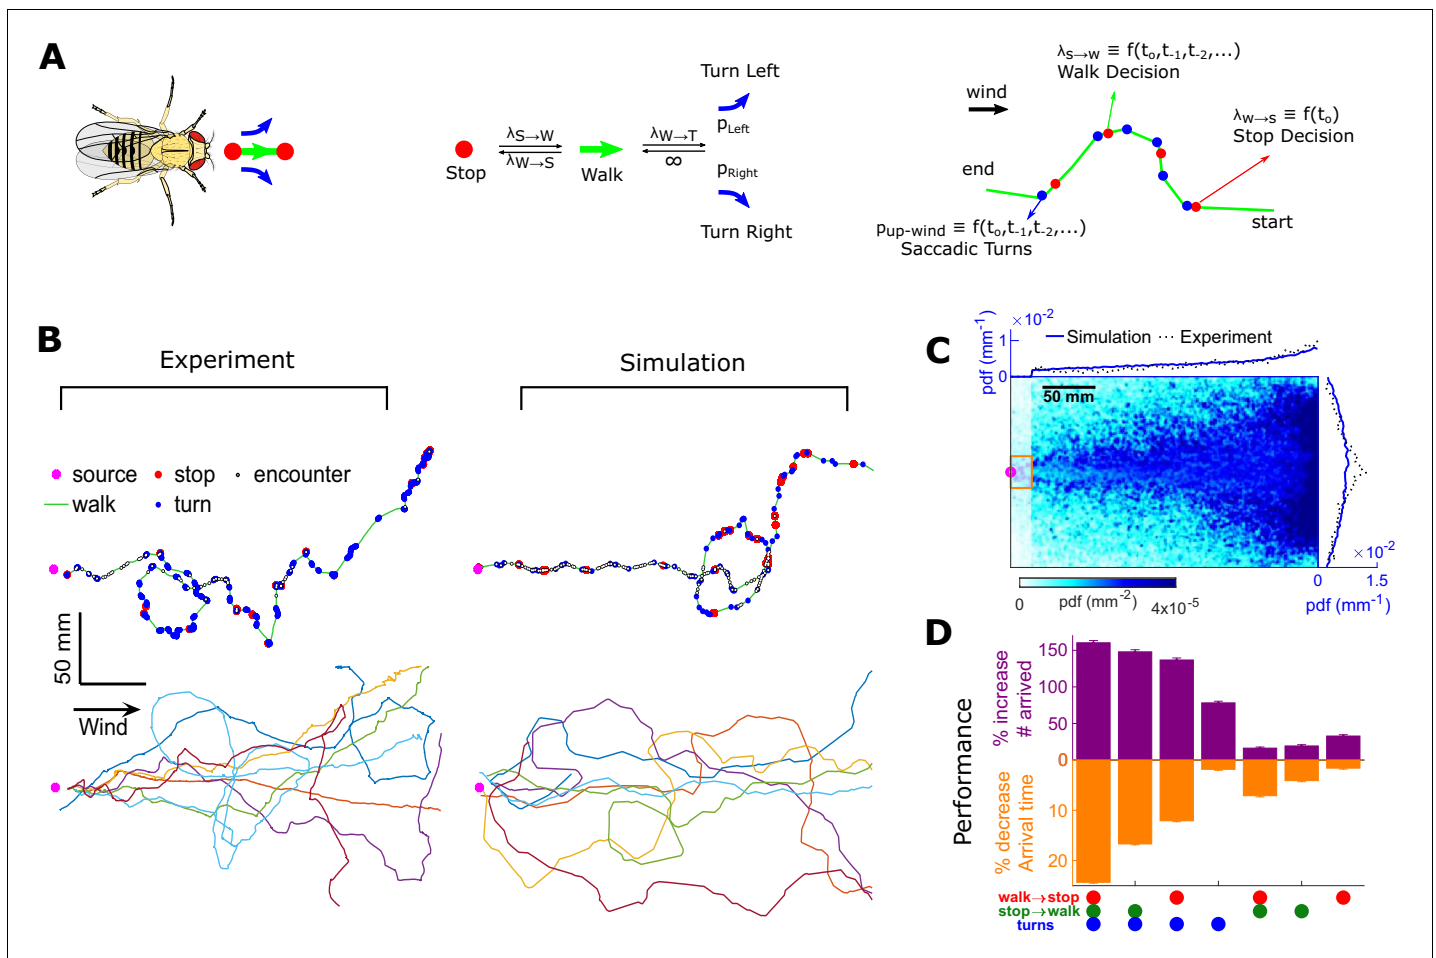 A
Stop
λS→W
λW→S
Walk
λW→T
∞
Turn Left
pLeft
pRight
Turn Right
wind
λS→W ≡ f(to,t-1,t-2,...)
Walk Decision
λW→S ≡ f(to)
Stop Decision
end
start
pup-wind ≡ f(to,t-1,t-2,...)
Saccadic Turns
B
Experiment
Simulation
source
stop
encounter
walk
turn
50 mm
Wind
C
pdf (mm-1)
×10-2
1
0
Simulation
Experiment
50 mm
0
pdf (mm-2)
4x10-5
×10-2
0
1.5
pdf (mm-1)
D
Performance
% increase
# arrived
150
100
50
0
% decrease
Arrival time
10
20
walk→stop
stop→walk
turns